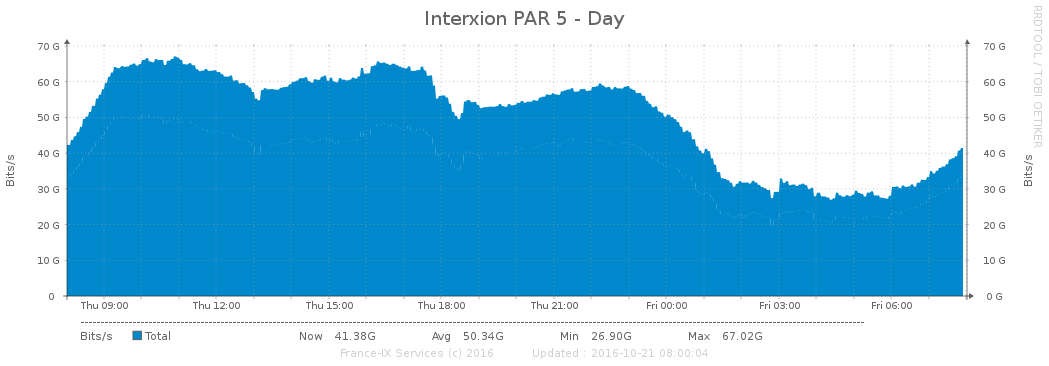 Interxion PAR 5 - Day
RRDTOOL / TOBI OETIKER
Bits/s
70 G 70 G
60 G 60 G
50 G 50 G
40 G 40 G
30 G 30 G
20 G 20 G
10 G 10 G
0 0 G
Bits/s
Thu 09:00 Thu 12:00 Thu 15:00 Thu 18:00 Thu 21:00 Fri 00:00 Fri 03:00 Fri 06:00
Bits/s Total Now 41.38G Avg 50.34G Min 26.90G Max 67.02G
France-IX Services (c) 2016 Updated : 2016-10-21 08:00:04